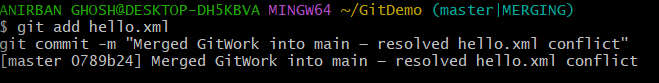 ANIRBAN GHOSH@DESKTOP-DH5KBVA MINGW64 ~/GitDemo (master|MERGING)
$ git add hello.xml
git commit -m "Merged GitWork into main – resolved hello.xml conflict"
[master 0789b24] Merged GitWork into main – resolved hello.xml conflict